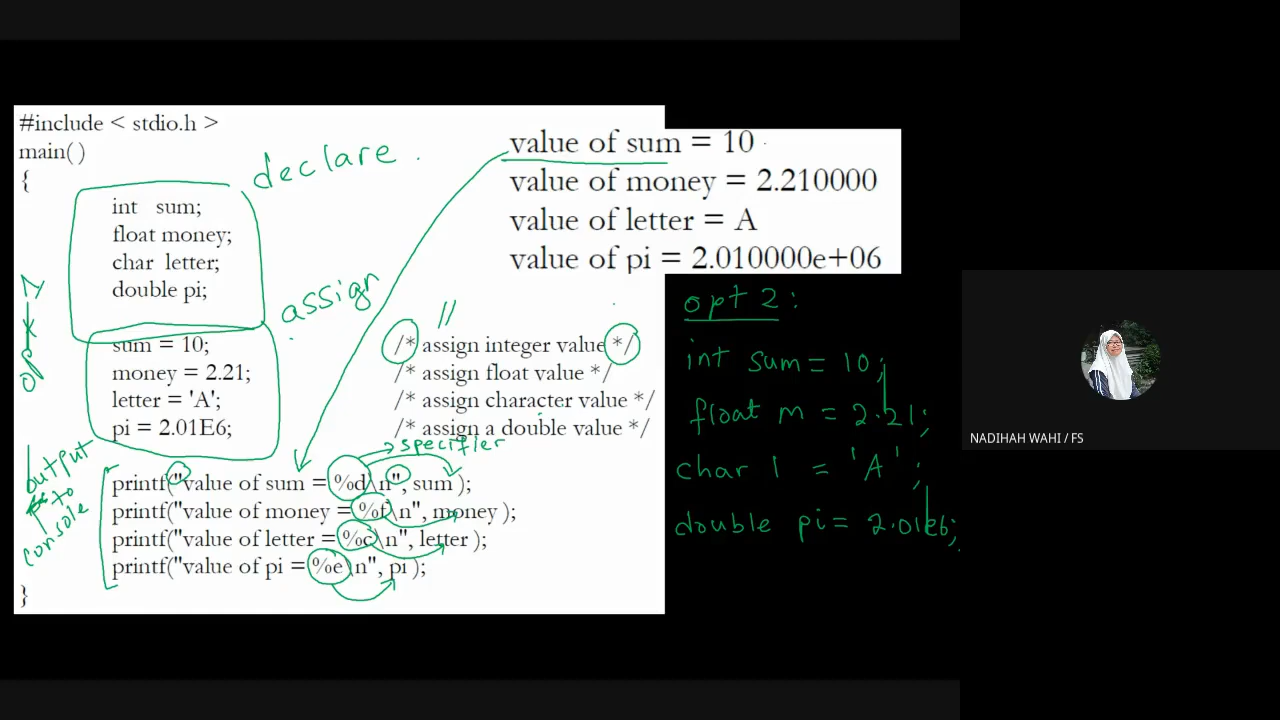 #include < stdio.h >
main( )
{
declare
int sum;
float money;
char letter;
double pi;
assign
sum = 10;
money = 2.21;
letter = 'A';
pi = 2.01E6;
//
/* assign integer value */
/* assign float value */
/* assign character value */
/* assign a double value */
specifier
output
to
console
printf("value of sum = %d\n", sum );
printf("value of money = %f\n", money );
printf("value of letter = %c\n", letter );
printf("value of pi = %e\n", pi );
}
value of sum = 10
value of money = 2.210000
value of letter = A
value of pi = 2.010000e+06
opt 2 :
int sum = 10;
float m = 2.21;
char l = 'A';
double pi = 2.01e6;
NADIHAH WAHI / FS